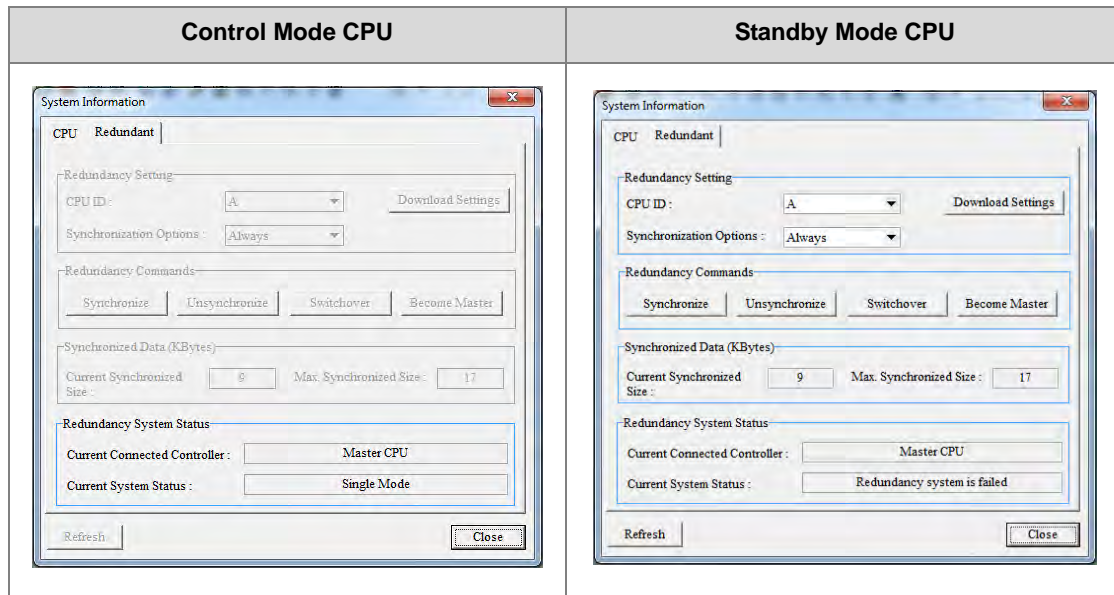 Control Mode CPU
Standby Mode CPU
System Information
CPU Redundant
Redundancy Setting
CPU ID : A Download Settings
Synchronization Options : Always
Redundancy Commands
Synchronize Unsynchronize Switchover Become Master
Synchronized Data (KBytes)
Current Synchronized Size : 9 Max. Synchronized Size : 17
Redundancy System Status
Current Connected Controller : Master CPU
Current System Status : Single Mode
Refresh Close
System Information
CPU Redundant
Redundancy Setting
CPU ID : A Download Settings
Synchronization Options : Always
Redundancy Commands
Synchronize Unsynchronize Switchover Become Master
Synchronized Data (KBytes)
Current Synchronized Size : 9 Max. Synchronized Size : 17
Redundancy System Status
Current Connected Controller : Master CPU
Current System Status : Redundancy system is failed
Refresh Close